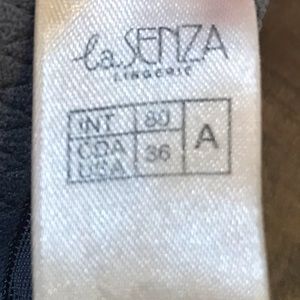 la SENZA
LINGERIE
INT. 80 A
CDA 36
USA